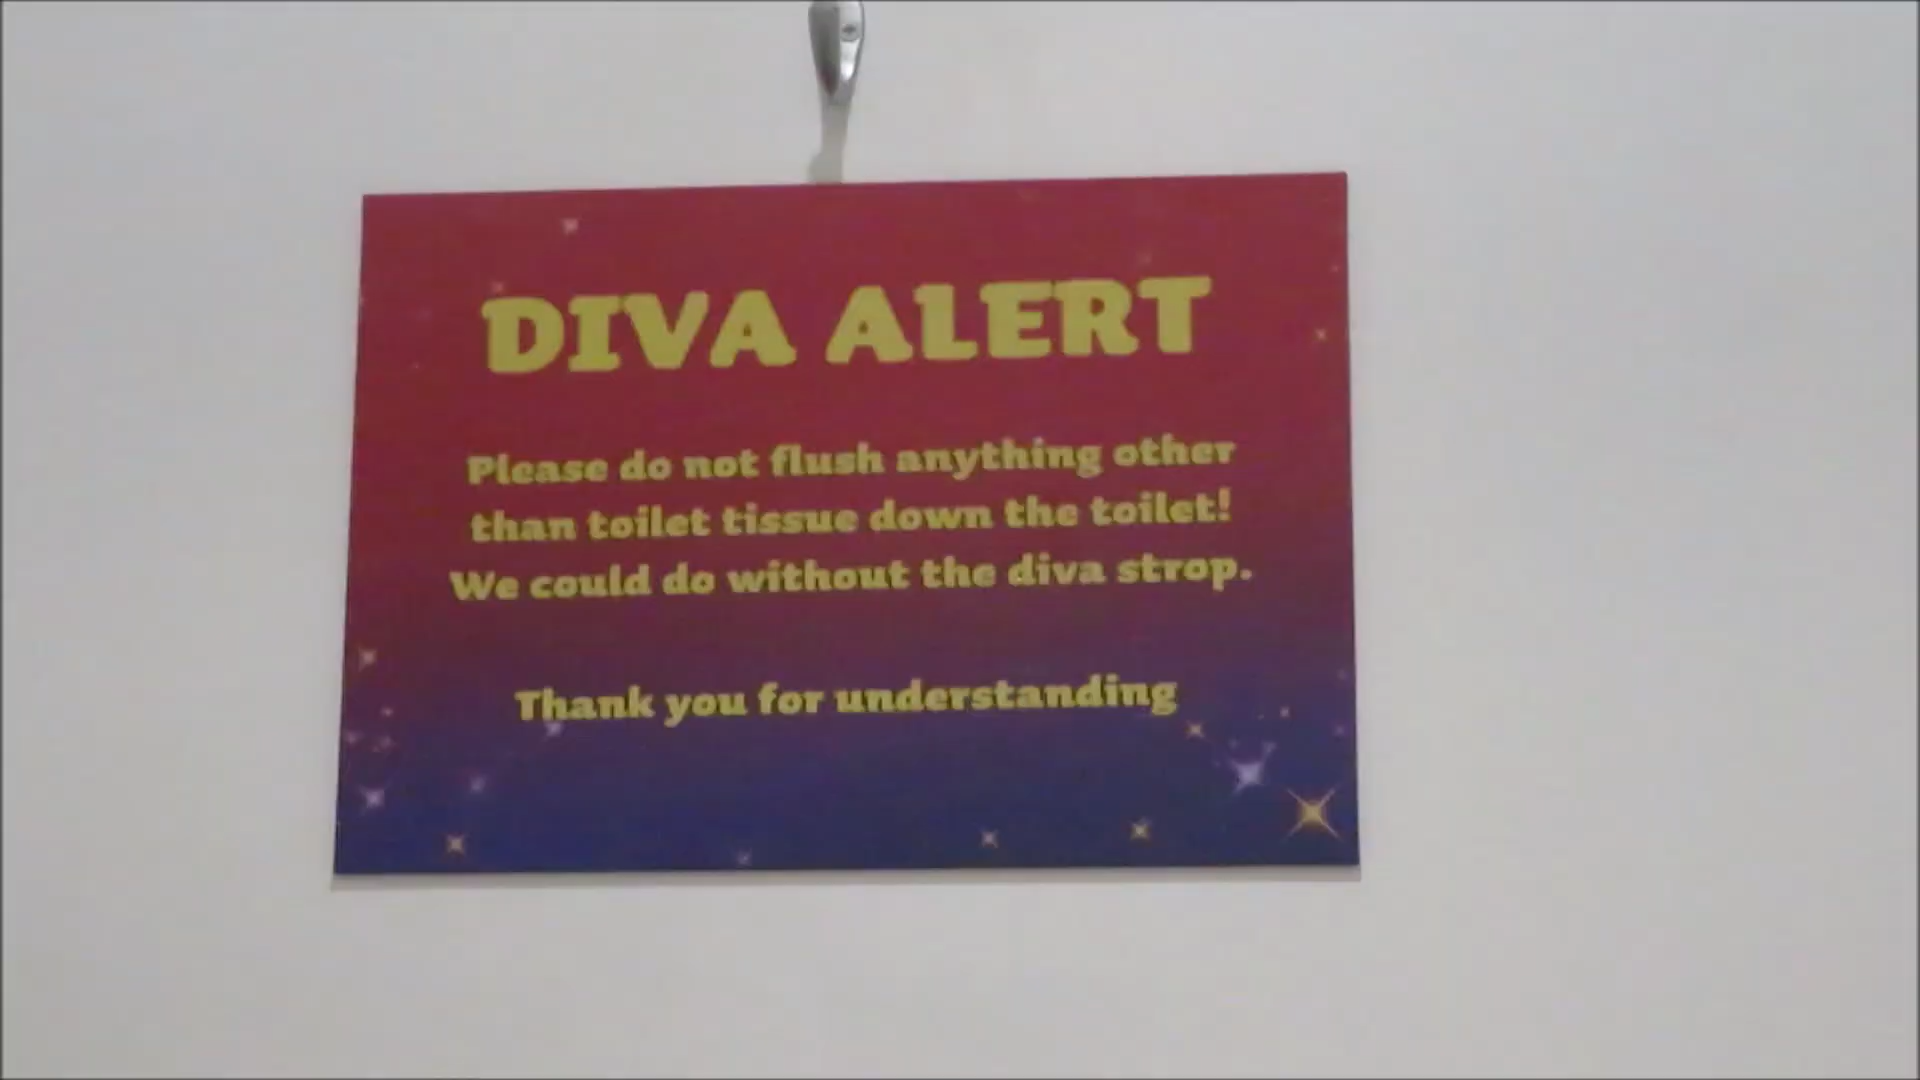 DIVA ALERT
Please do not flush anything other
than toilet tissue down the toilet!
We could do without the diva strop.
Thank you for understanding